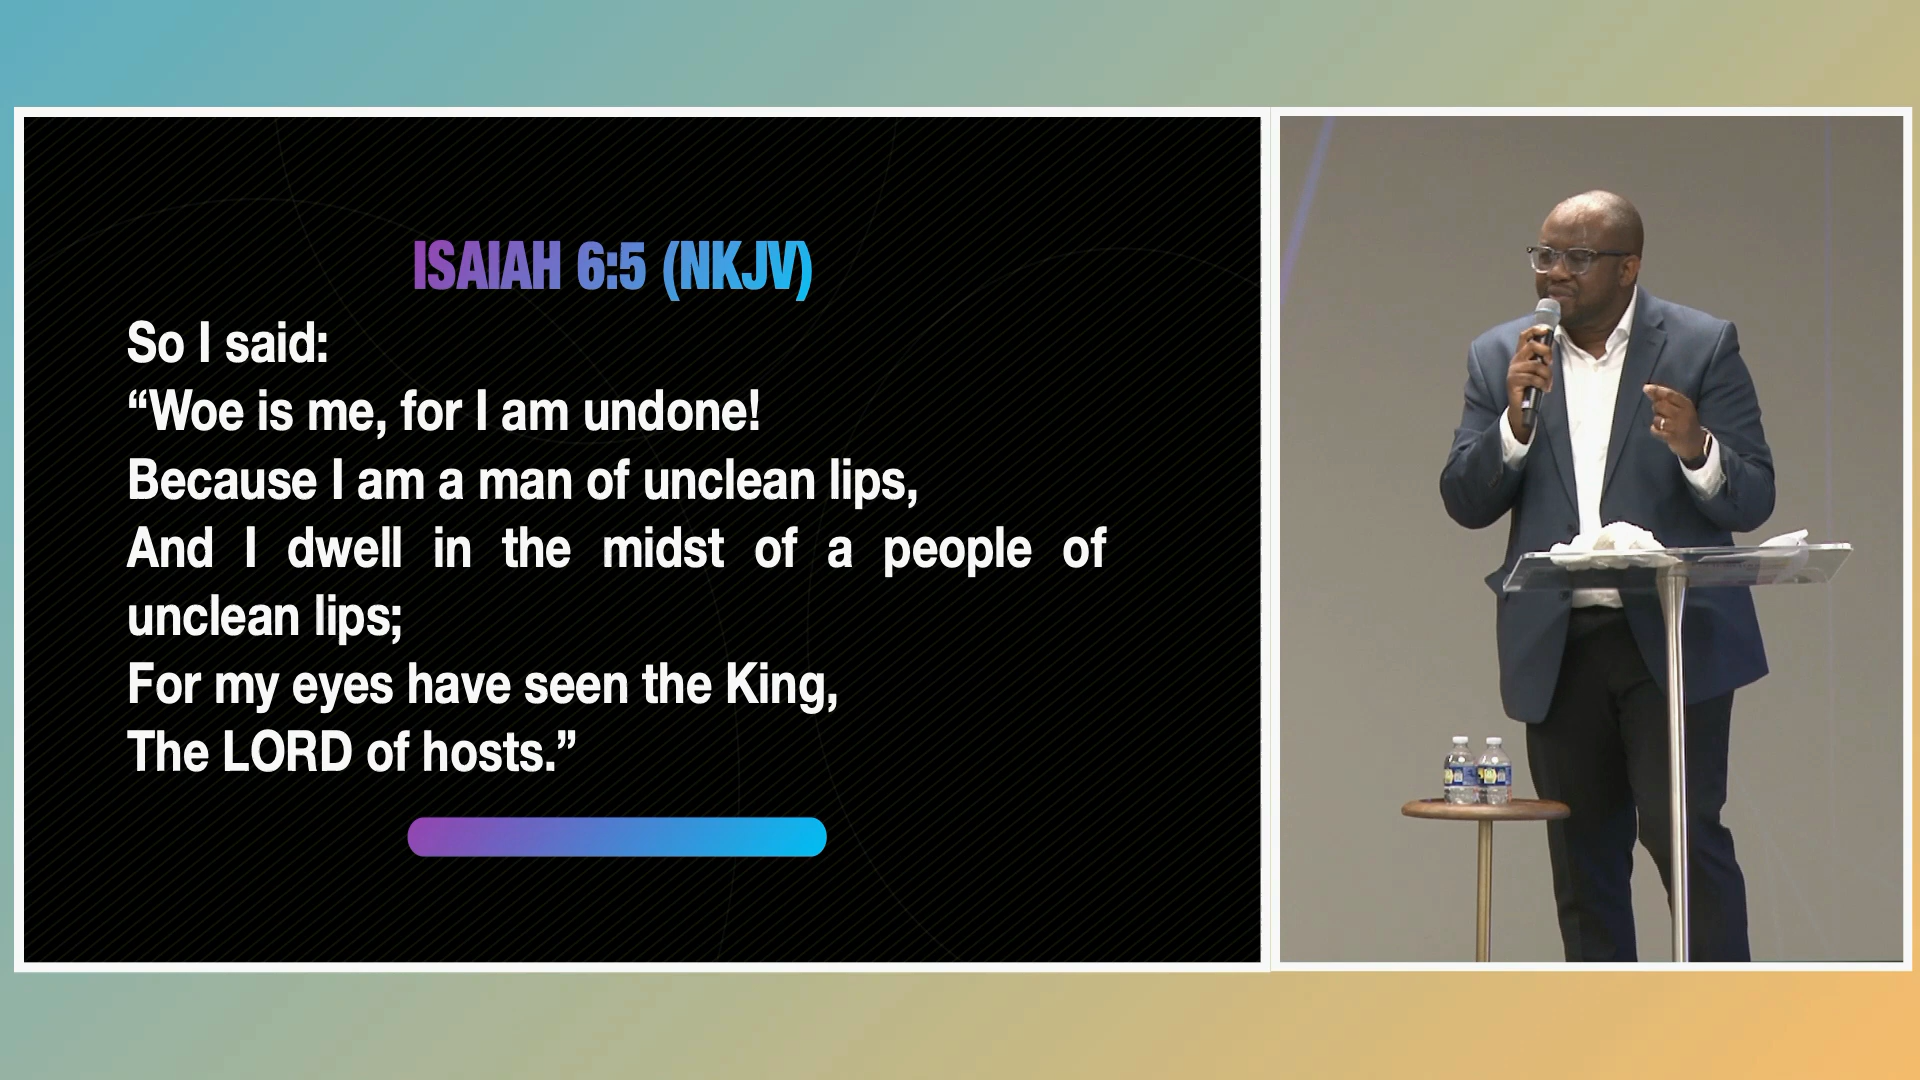 ISAIAH 6:5 (NKJV)
So I said:
“Woe is me, for I am undone!
Because I am a man of unclean lips,
And I dwell in the midst of a people of
unclean lips;
For my eyes have seen the King,
The LORD of hosts.”